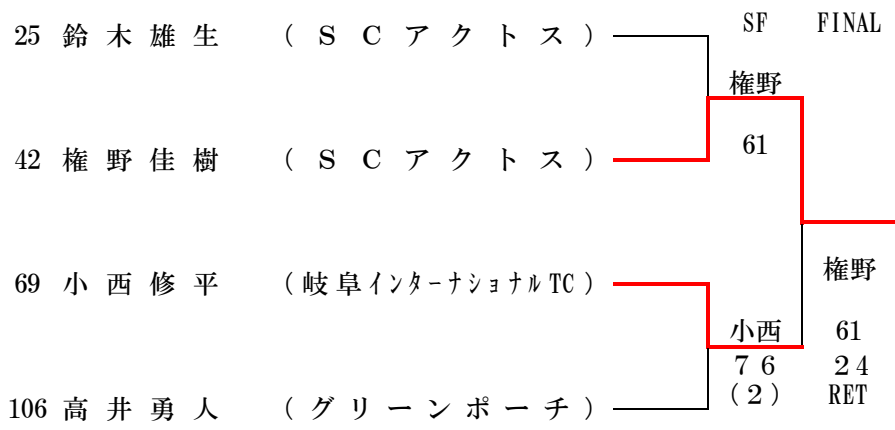 SF FINAL
25 鈴木雄生 (SCアクトス)
権野
42 権野佳樹 (SCアクトス)
61
69 小西修平 (岐阜インターナショナルTC)
権野
小西 61
76 24
(2) RET
106 高井勇人 (グリーンポーチ)